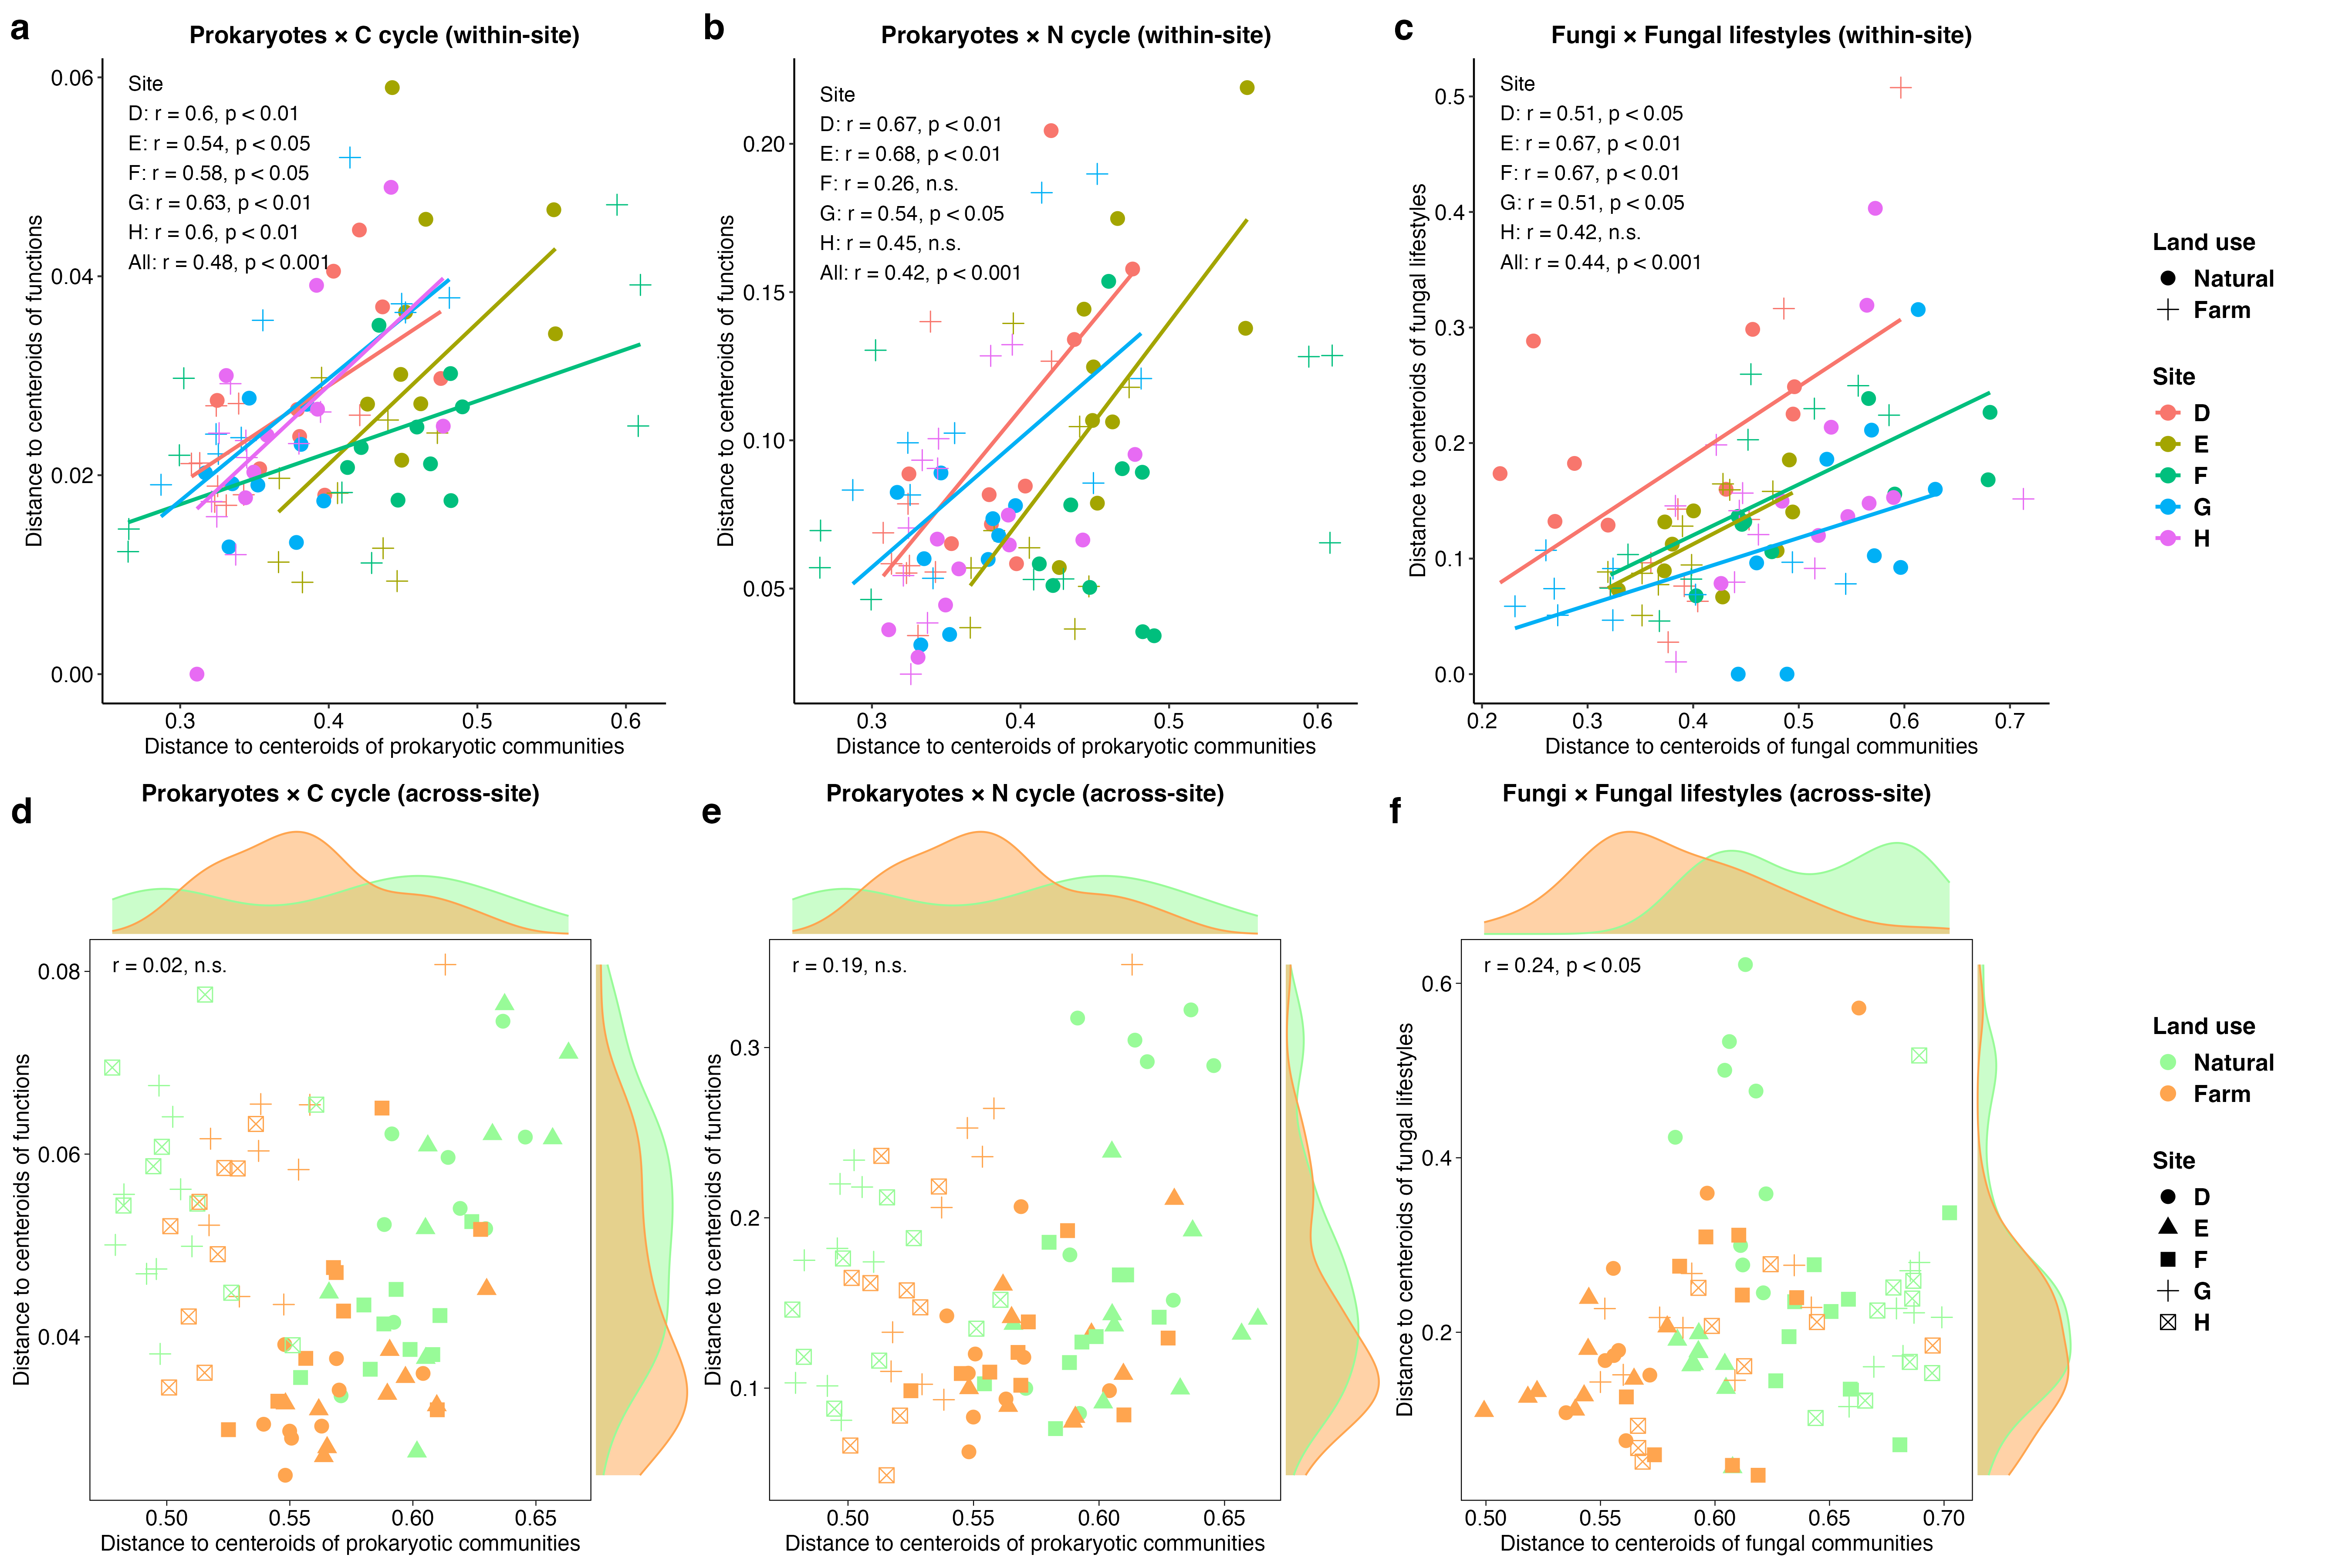 a
Prokaryotes × C cycle (within-site)
Site
D: r = 0.6, p < 0.01
E: r = 0.54, p < 0.05
F: r = 0.58, p < 0.05
G: r = 0.63, p < 0.01
H: r = 0.6, p < 0.01
All: r = 0.48, p < 0.001
0.06
0.04
0.02
0.00
Distance to centeroids of functions
0.3 0.4 0.5 0.6
Distance to centeroids of prokaryotic communities
b
Prokaryotes × N cycle (within-site)
Site
D: r = 0.67, p < 0.01
E: r = 0.68, p < 0.01
F: r = 0.26, n.s.
G: r = 0.54, p < 0.05
H: r = 0.45, n.s.
All: r = 0.42, p < 0.001
0.20
0.15
0.10
0.05
Distance to centeroids of functions
0.3 0.4 0.5 0.6
Distance to centeroids of prokaryotic communities
c
Fungi × Fungal lifestyles (within-site)
Site
D: r = 0.51, p < 0.05
E: r = 0.67, p < 0.01
F: r = 0.67, p < 0.01
G: r = 0.51, p < 0.05
H: r = 0.42, n.s.
All: r = 0.44, p < 0.001
0.5
0.4
0.3
0.2
0.1
0.0
Distance to centeroids of fungal lifestyles
0.2 0.3 0.4 0.5 0.6 0.7
Distance to centeroids of fungal communities
Land use
Natural
Farm
Site
D
E
F
G
H
d
Prokaryotes × C cycle (across-site)
r = 0.02, n.s.
0.08
0.06
0.04
Distance to centeroids of functions
0.50 0.55 0.60 0.65
Distance to centeroids of prokaryotic communities
e
Prokaryotes × N cycle (across-site)
r = 0.19, n.s.
0.3
0.2
0.1
Distance to centeroids of functions
0.50 0.55 0.60 0.65
Distance to centeroids of prokaryotic communities
f
Fungi × Fungal lifestyles (across-site)
r = 0.24, p < 0.05
0.6
0.4
0.2
Distance to centeroids of fungal lifestyles
0.50 0.55 0.60 0.65 0.70
Distance to centeroids of fungal communities
Land use
Natural
Farm
Site
D
E
F
G
H